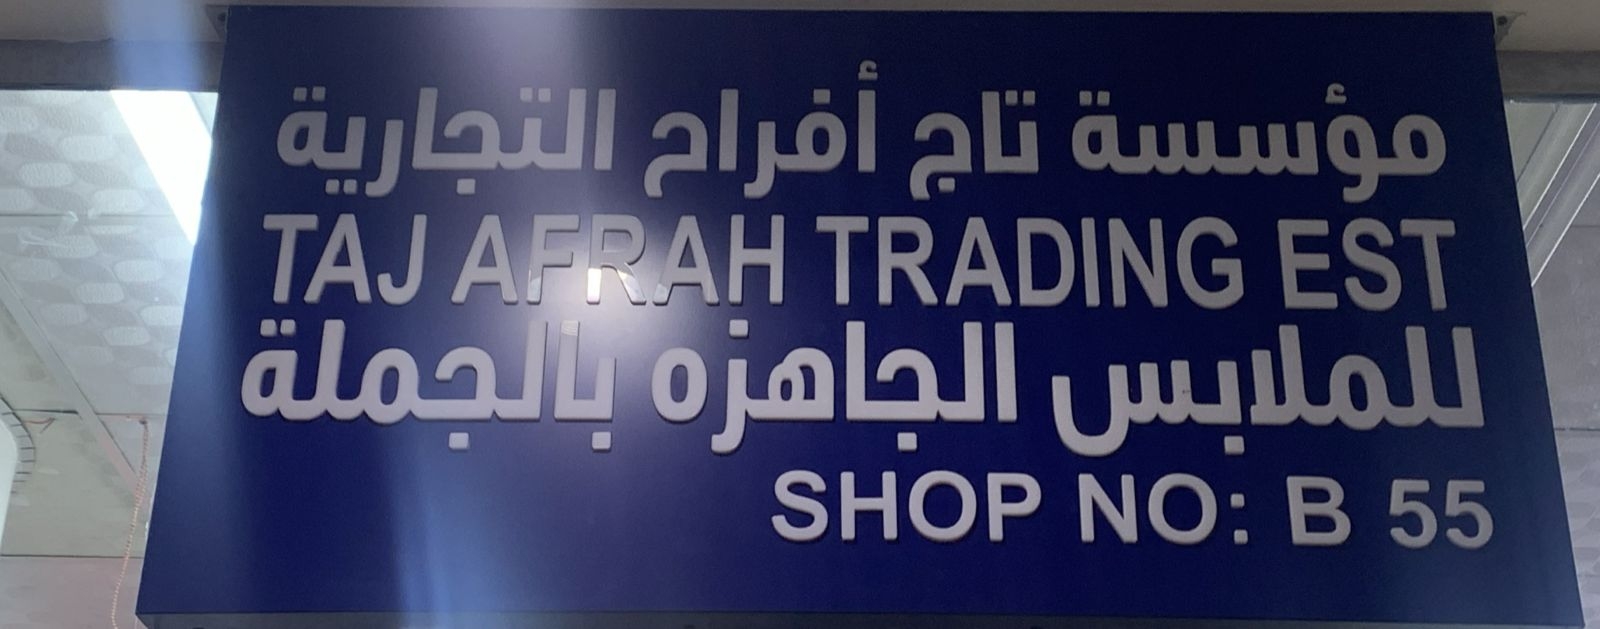 مؤسسة تاج أفراح التجارية
TAJ AFRAH TRADING EST
للملابس الجاهزه بالجملة
SHOP NO: B 55